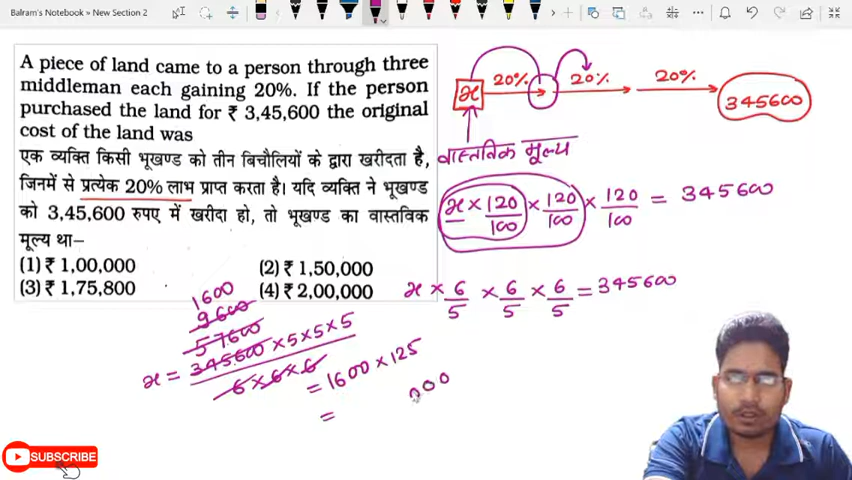 Balram's Notebook » New Section 2
A piece of land came to a person through three
middleman each gaining 20%. If the person
purchased the land for ₹ 3,45,600 the original
cost of the land was
एक व्यक्ति किसी भूखण्ड को तीन बिचौलियों के द्वारा खरीदता है,
जिनमें से प्रत्येक 20% लाभ प्राप्त करता है। यदि व्यक्ति ने भूखण्ड
को 3,45,600 रुपए में खरीदा हो, तो भूखण्ड का वास्तविक
मूल्य था–
(1) ₹ 1,00,000 (2) ₹ 1,50,000
(3) ₹ 1,75,800 (4) ₹ 2,00,000
x 20% 20% 20% 345600
वास्तविक मूल्य
x × 120/100 × 120/100 × 120/100 = 345600
x × 6/5 × 6/5 × 6/5 = 345600
1600
9600
57600
x = 345600 × 5 × 5 × 5 / 6 × 6 × 6
= 1600 × 125
= 000
SUBSCRIBE